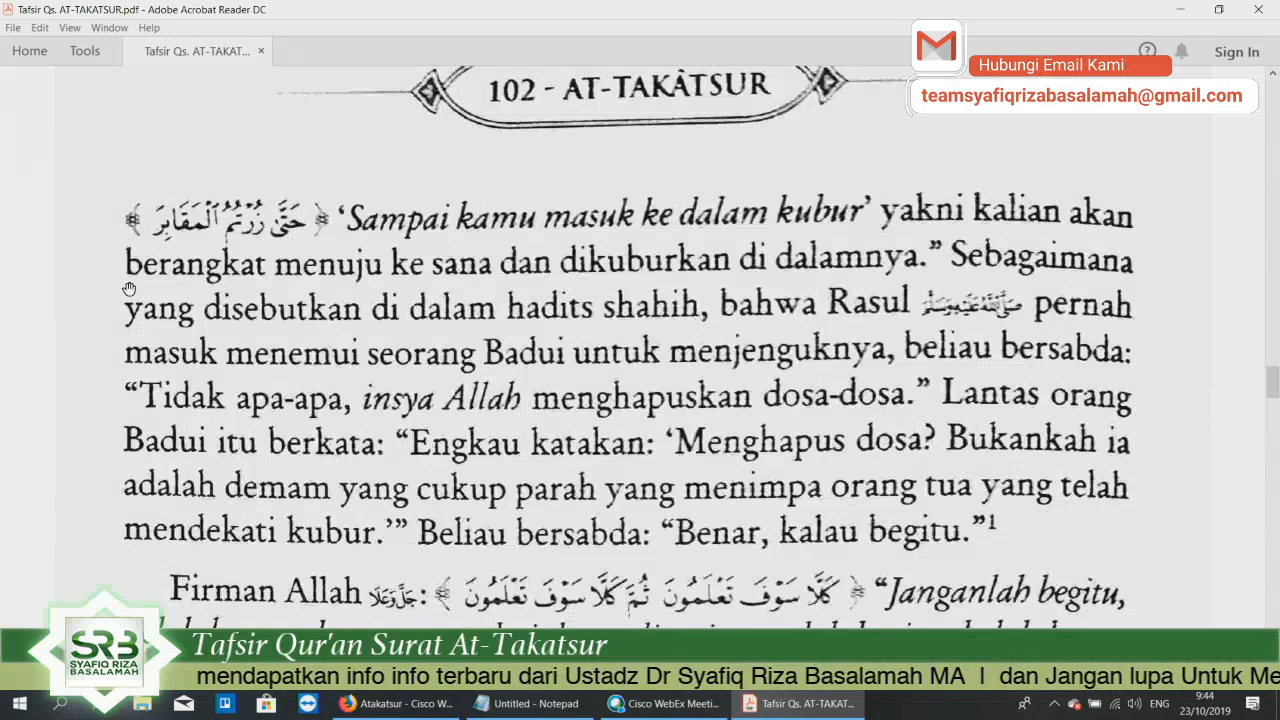 Tafsir Qs. AT-TAKATSUR.pdf - Adobe Acrobat Reader DC
File Edit View Window Help
Home Tools Tafsir Qs. AT-TAKAT... × Sign In
Hubungi Email Kami
teamsyafiqrizabasalamah@gmail.com
102 - AT-TAKÂTSUR
﴿ حَتَّىٰ زُرْتُمُ ٱلْمَقَابِرَ ﴾ ‘Sampai kamu masuk ke dalam kubur’ yakni kalian akan
berangkat menuju ke sana dan dikuburkan di dalamnya.” Sebagaimana
yang disebutkan di dalam hadits shahih, bahwa Rasul ﷺ pernah
masuk menemui seorang Badui untuk menjenguknya, beliau bersabda:
“Tidak apa-apa, insya Allah menghapuskan dosa-dosa.” Lantas orang
Badui itu berkata: “Engkau katakan: ‘Menghapus dosa? Bukankah ia
adalah demam yang cukup parah yang menimpa orang tua yang telah
mendekati kubur.’” Beliau bersabda: “Benar, kalau begitu.”1
Firman Allah جَلَّ وَعَلَا: ﴿ كَلَّا سَوْفَ تَعْلَمُونَ ثُمَّ كَلَّا سَوْفَ تَعْلَمُونَ ﴾ “Janganlah begitu,
SRB
SYAFIQ RIZA
BASALAMAH
Tafsir Qur'an Surat At-Takatsur
mendapatkan info info terbaru dari Ustadz Dr Syafiq Riza Basalamah MA I dan Jangan lupa Untuk Me
Atakatsur - Cisco W... Untitled - Notepad Cisco WebEx Meeti... Tafsir Qs. AT-TAKAT... ENG 9:44
23/10/2019